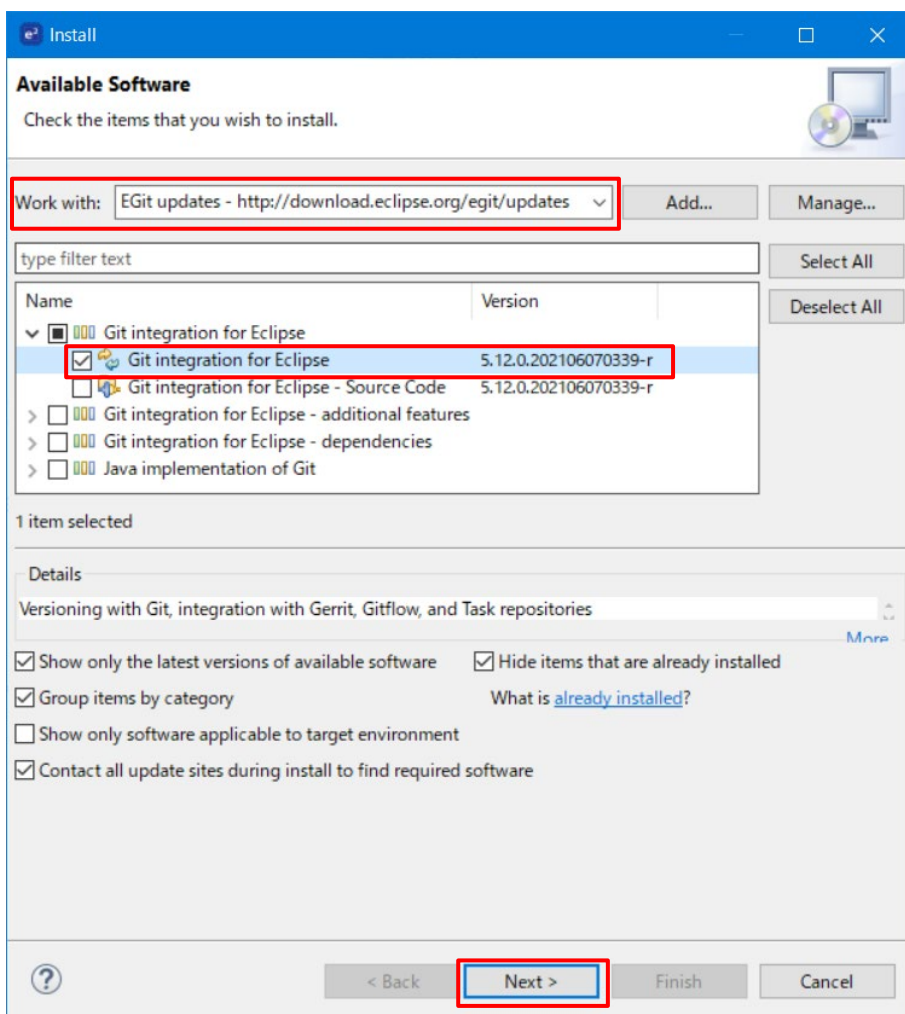 e² Install
Available Software
Check the items that you wish to install.
Work with: EGit updates - http://download.eclipse.org/egit/updates Add... Manage...
type filter text Select All
Name Version Deselect All
Git integration for Eclipse
Git integration for Eclipse 5.12.0.202106070339-r
Git integration for Eclipse - Source Code 5.12.0.202106070339-r
Git integration for Eclipse - additional features
Git integration for Eclipse - dependencies
Java implementation of Git
1 item selected
Details
Versioning with Git, integration with Gerrit, Gitflow, and Task repositories
More
Show only the latest versions of available software Hide items that are already installed
Group items by category What is already installed?
Show only software applicable to target environment
Contact all update sites during install to find required software
? < Back Next > Finish Cancel